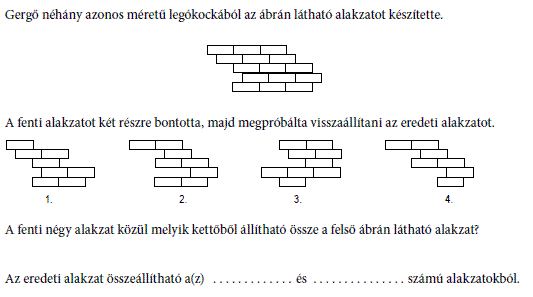 Gergő néhány azonos méretű legókockából az ábrán látható alakzatot készítette.
A fenti alakzatot két részre bontotta, majd megpróbálta visszaállítani az eredeti alakzatot.
1. 2. 3. 4.
A fenti négy alakzat közül melyik kettőből állítható össze a felső ábrán látható alakzat?
Az eredeti alakzat összeállítható a(z) . . . . . . . . . . . . . és . . . . . . . . . . . . . . . számú alakzatokból.